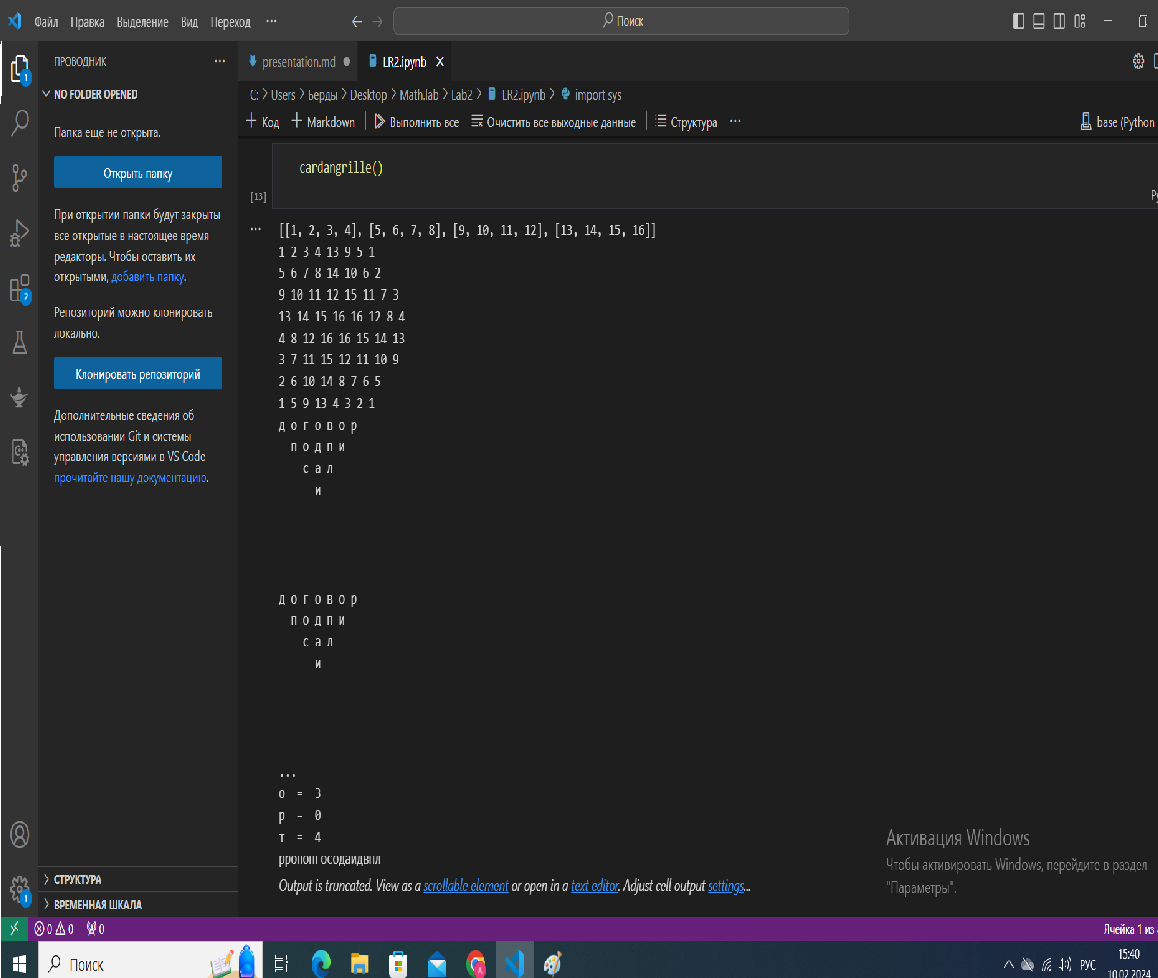 Файл Правка Выделение Вид Переход ··· Поиск
ПРОВОДНИК ···
NO FOLDER OPENED
Папка еще не открыта.
Открыть папку
При открытии папки будут закрыты
все открытые в настоящее время
редакторы. Чтобы оставить их
открытыми, добавить папку.
Репозиторий можно клонировать
локально.
Клонировать репозиторий
Дополнительные сведения об
использовании Git и системы
управления версиями в VS Code
прочитайте нашу документацию.
СТРУКТУРА
ВРЕМЕННАЯ ШКАЛА
presentation.md LR2.ipynb
C: > Users > Берды > Desktop > Math.lab > Lab2 > LR2.ipynb > import sys
+ Код + Markdown Выполнить все Очистить все выходные данные Структура ··· base (Python
cardangrille()
[13]
··· [[1, 2, 3, 4], [5, 6, 7, 8], [9, 10, 11, 12], [13, 14, 15, 16]]
1 2 3 4 13 9 5 1
5 6 7 8 14 10 6 2
9 10 11 12 15 11 7 3
13 14 15 16 16 12 8 4
4 8 12 16 16 15 14 13
3 7 11 15 12 11 10 9
2 6 10 14 8 7 6 5
1 5 9 13 4 3 2 1
д о г о в о р
п о д п и
с а л
и
д о г о в о р
п о д п и
с а л
и
...
о = 3
р = 0
т = 4
Output is truncated. View as a scrollable element or open in a text editor. Adjust cell output settings...
Активация Windows
Чтобы активировать Windows, перейдите в раздел
"Параметры".
0 0 0 Ячейка 1 из
Поиск РУС 15:40
10.02.2024